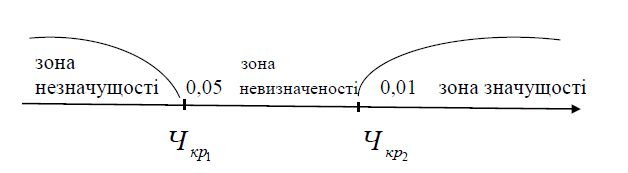 зона
незначущості 0,05
зона
невизначеності
0,01 зона значущості
Ч кр1
Ч кр2